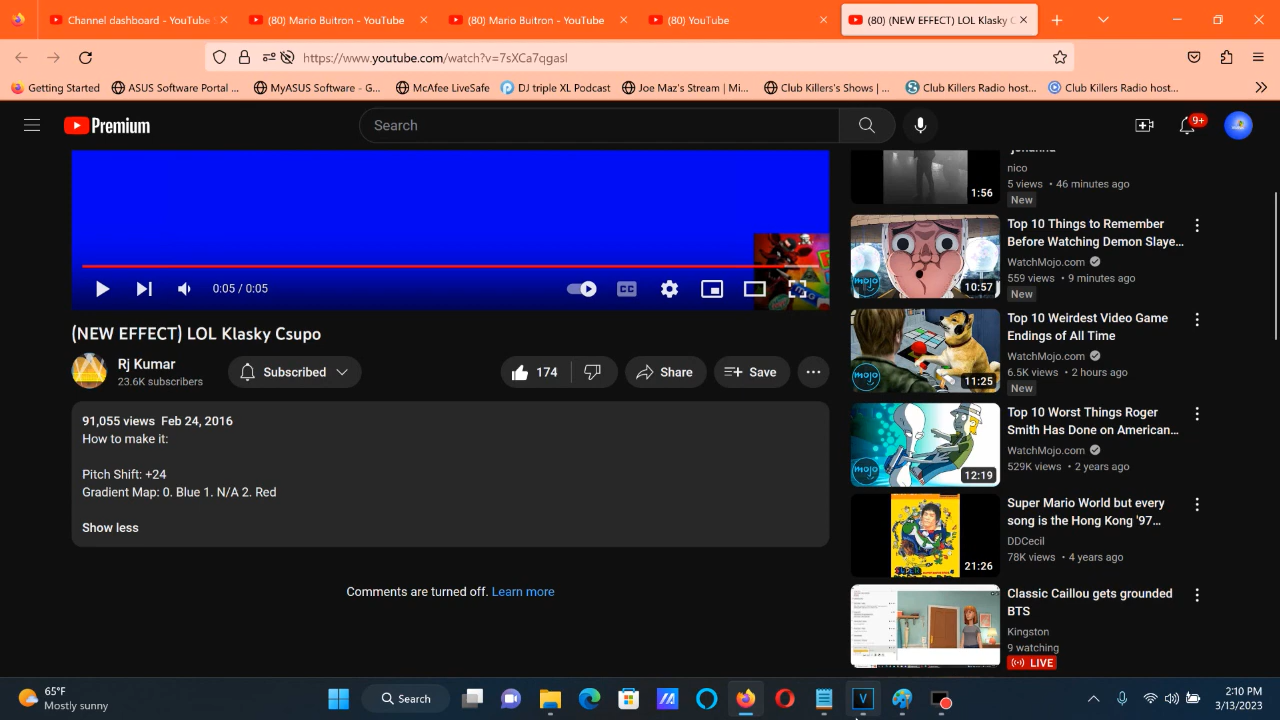 Channel dashboard - YouTube
(80) Mario Buitron - YouTube
(80) Mario Buitron - YouTube
(80) YouTube
(80) (NEW EFFECT) LOL Klasky C
https://www.youtube.com/watch?v=7sXCa7qgasI
Getting Started
ASUS Software Portal ...
MyASUS Software - G...
McAfee LiveSafe
DJ triple XL Podcast
Joe Maz's Stream | Mi...
Club Killers's Shows | ...
Club Killers Radio host...
Club Killers Radio host...
Premium
Search
9+
0:05 / 0:05
CC
(NEW EFFECT) LOL Klasky Csupo
Rj Kumar
23.6K subscribers
Subscribed
174
Share
Save
91,055 views Feb 24, 2016
How to make it:
Pitch Shift: +24
Gradient Map: 0. Blue 1. N/A 2. Red
Show less
Comments are turned off. Learn more
1:56
nico
5 views • 46 minutes ago
New
mojo
10:57
Top 10 Things to Remember
Before Watching Demon Slaye...
WatchMojo.com
559 views • 9 minutes ago
New
mojo
11:25
Top 10 Weirdest Video Game
Endings of All Time
WatchMojo.com
6.5K views • 2 hours ago
New
mojo
12:19
Top 10 Worst Things Roger
Smith Has Done on American...
WatchMojo.com
529K views • 2 years ago
21:26
Super Mario World but every
song is the Hong Kong '97...
DDCecil
78K views • 4 years ago
Classic Caillou gets grounded
BTS
Kingston
9 watching
LIVE
65°F
Mostly sunny
Search
V
2:10 PM
3/13/2023